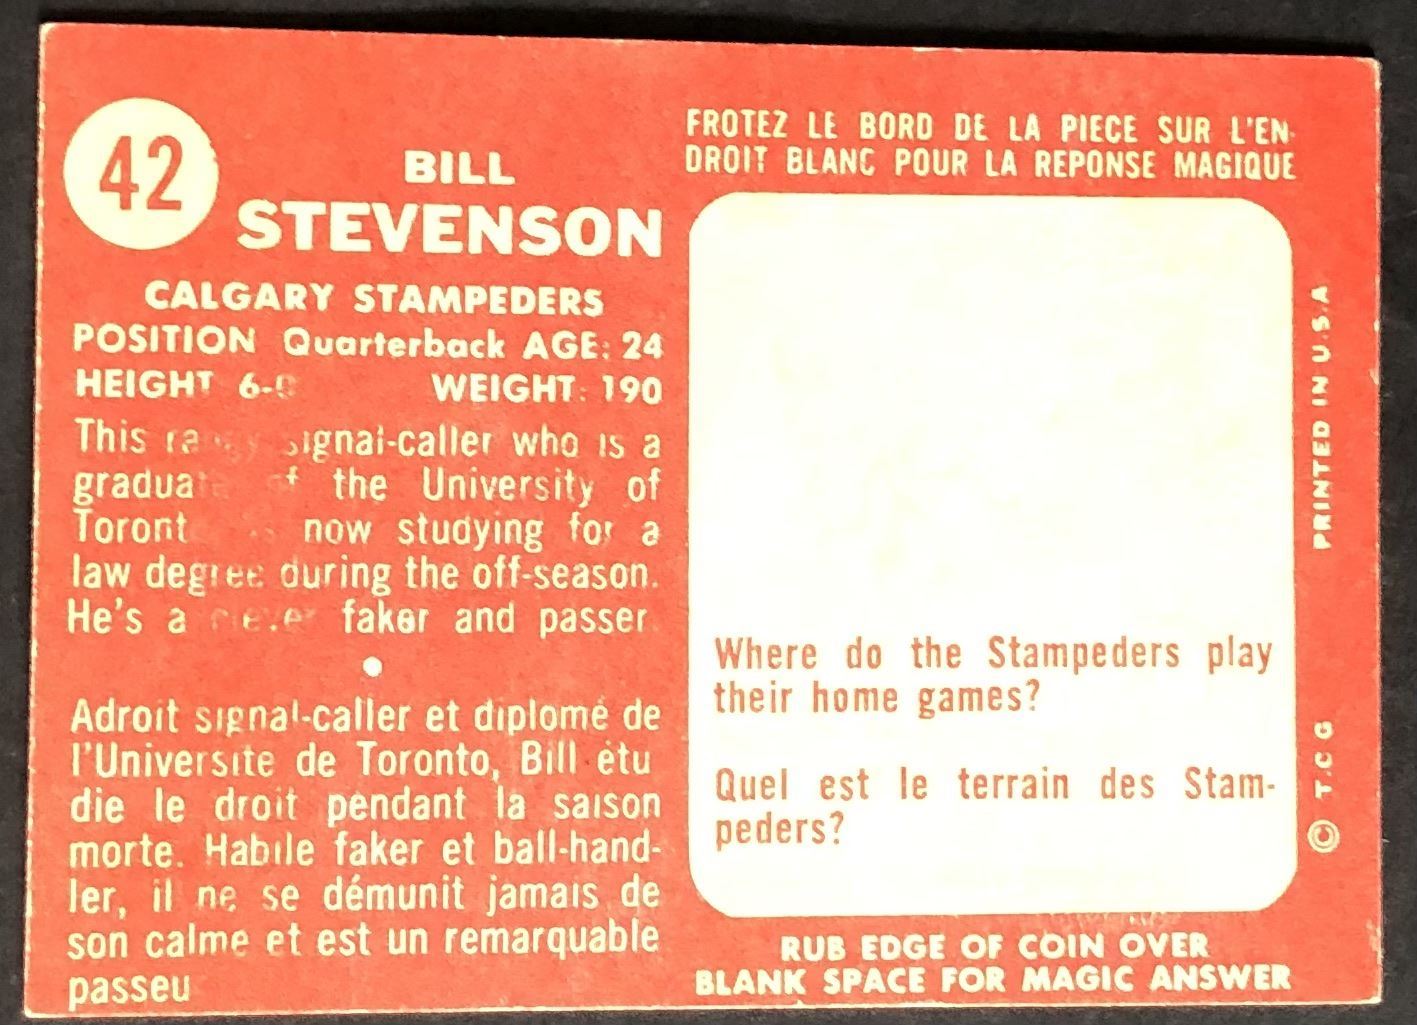 42
BILL
STEVENSON
CALGARY STAMPEDERS
POSITION Quarterback AGE: 24
HEIGHT 6- WEIGHT: 190
This signal-caller who is a
of the University of
now studying for a
law degree during the off-season.
He's a faker and passer.
Adroit signal-caller et diplomé de
l'Universite de Toronto, Bill étu
die le droit pendant la saison
morte. Habile faker et ball-hand-
ler, il ne se démunit jamais de
son calme et est un remarquable
passeu
FROTEZ LE BORD DE LA PIECE SUR L'EN-
DROIT BLANC POUR LA REPONSE MAGIQUE
Where do the Stampeders play
their home games?
Quel est le terrain des Stam-
peders?
RUB EDGE OF COIN OVER
BLANK SPACE FOR MAGIC ANSWER
© T.C.G
PRINTED IN U.S.A